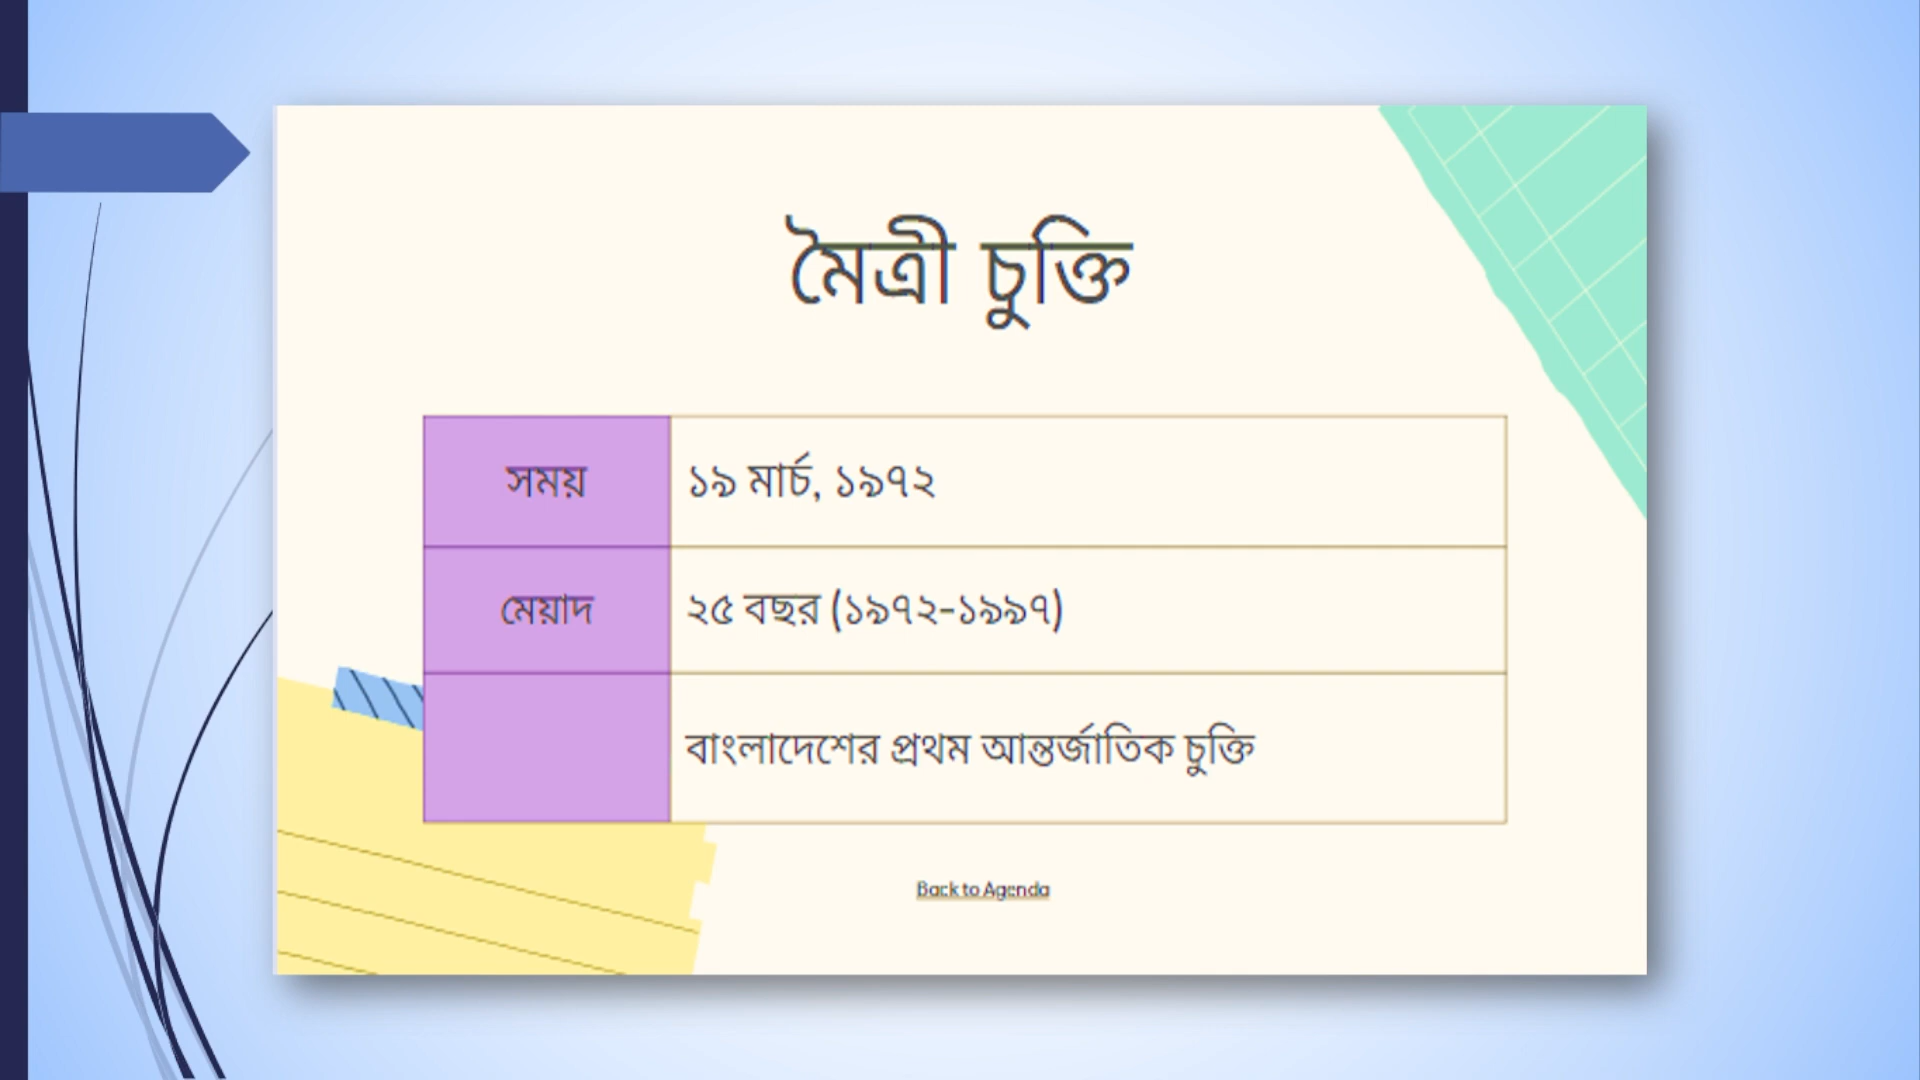 মৈত্রী চুক্তি
সময় ১৯ মার্চ, ১৯৭২
মেয়াদ ২৫ বছর (১৯৭২-১৯৯৭)
বাংলাদেশের প্রথম আন্তর্জাতিক চুক্তি
Back to Agenda